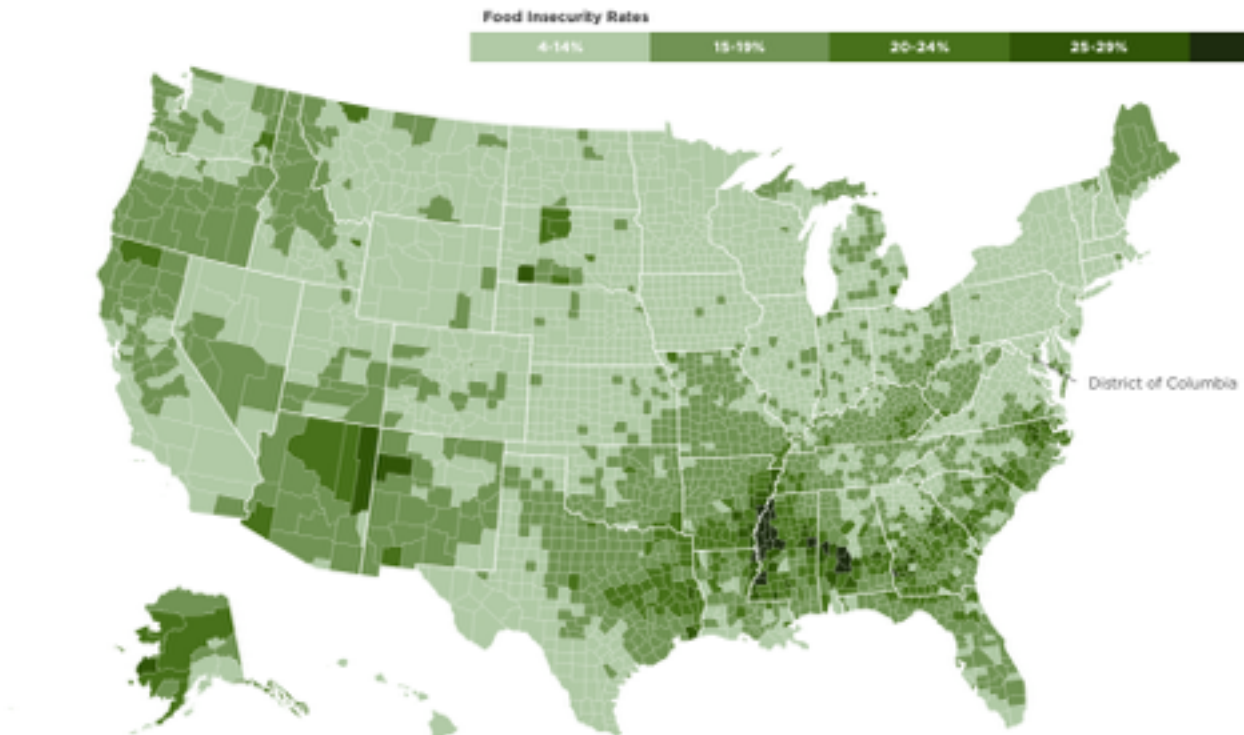 Food Insecurity Rates
4-14% 15-19% 20-24% 25-29%
District of Columbia